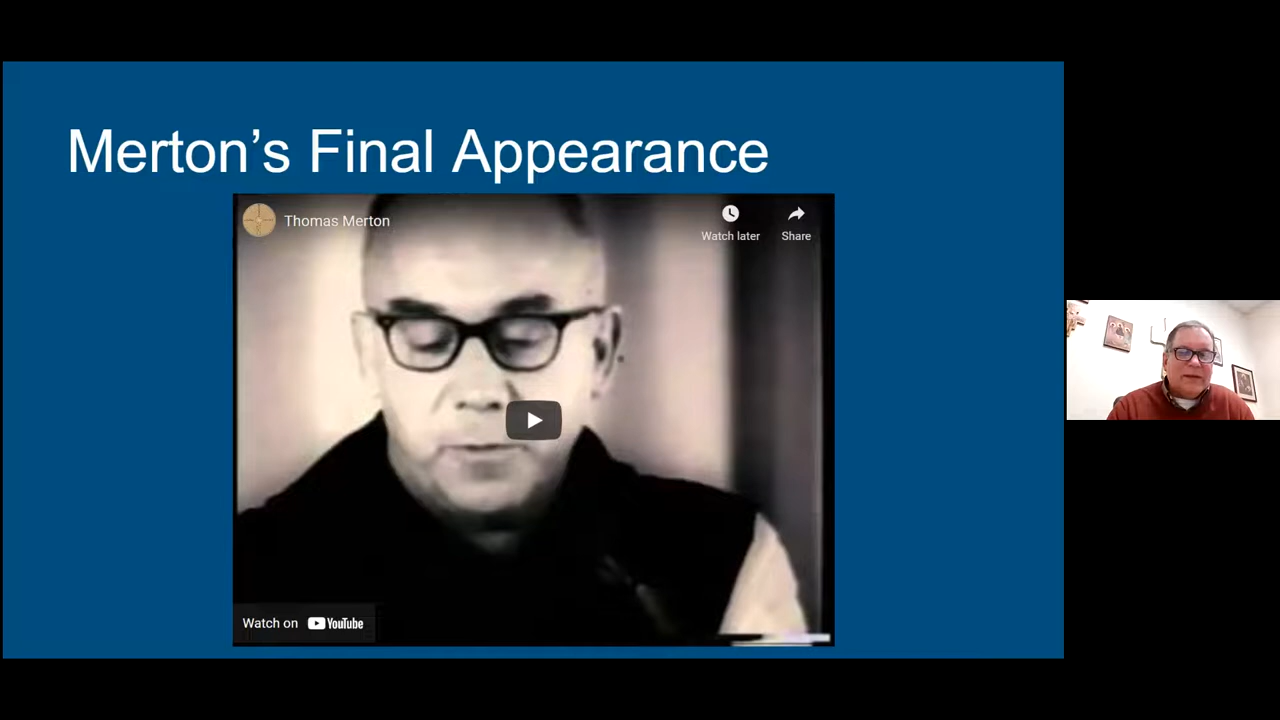 Merton’s Final Appearance
Thomas Merton
Watch later
Share
Watch on YouTube